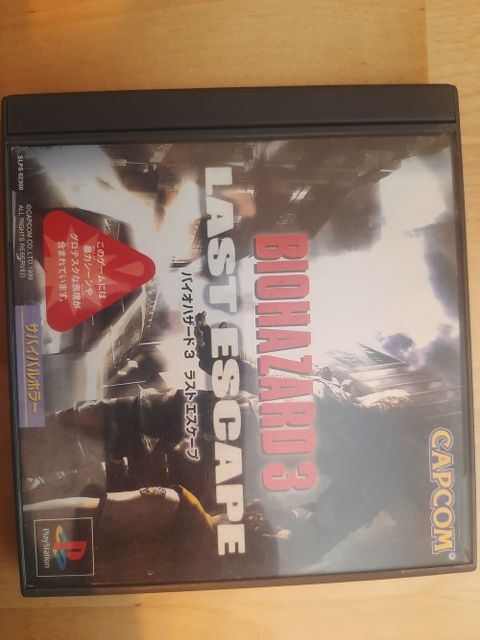 CAPCOM®
BIOHAZARD 3
LAST ESCAPE
バイオハザード3 ラストエスケープ
このゲームには
暴力シーンや
グロテスクな表現が
含まれています。
サバイバルホラー
©CAPCOM CO.,LTD.1999
ALL RIGHTS RESERVED.
SLPS 02300
PlayStation